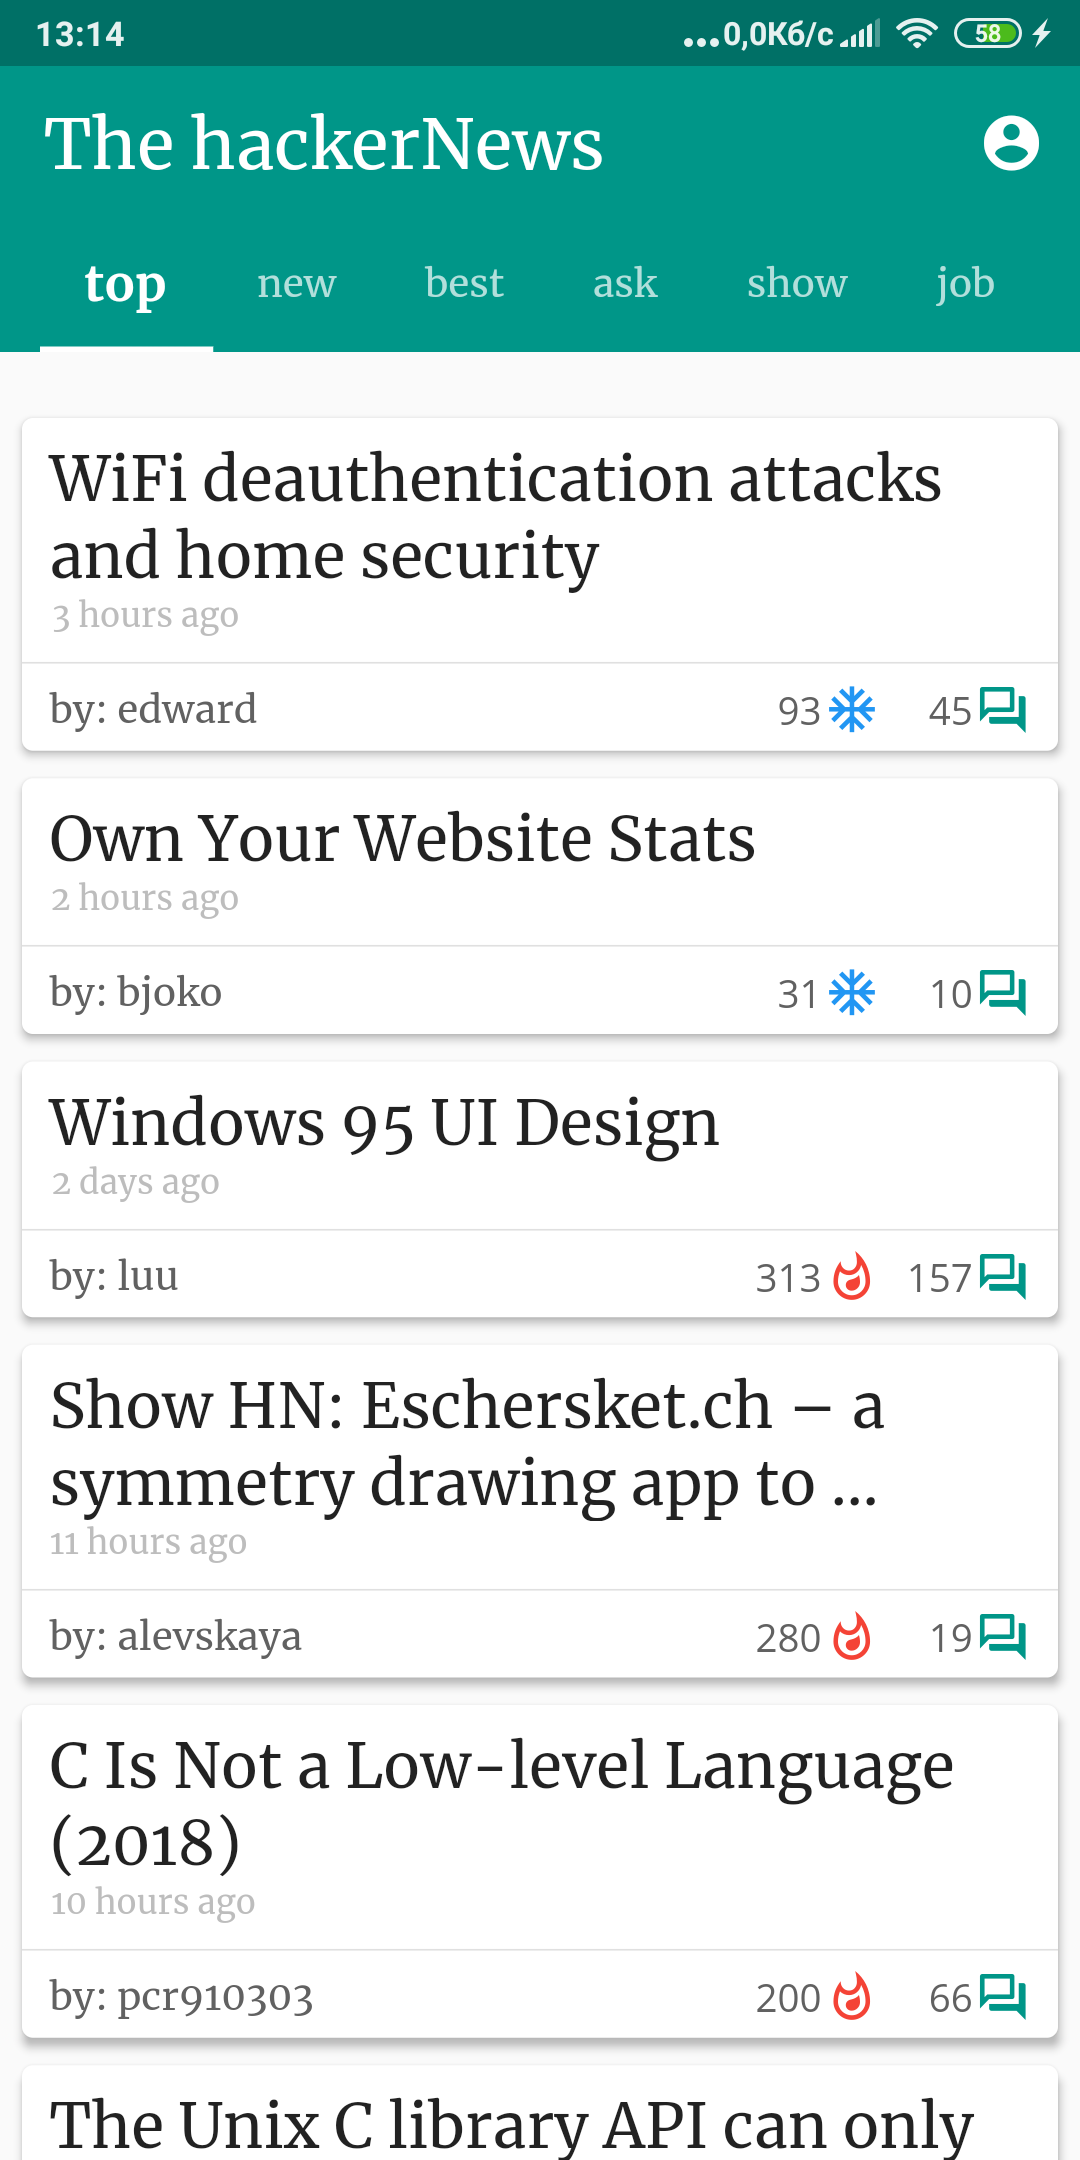 13:14
...0,0Кб/с 58
The hackerNews
top new best ask show job
WiFi deauthentication attacks
and home security
3 hours ago
by: edward 93 45
Own Your Website Stats
2 hours ago
by: bjoko 31 10
Windows 95 UI Design
2 days ago
by: luu 313 157
Show HN: Eschersket.ch – a
symmetry drawing app to ...
11 hours ago
by: alevskaya 280 19
C Is Not a Low-level Language
(2018)
10 hours ago
by: pcr910303 200 66
The Unix C library API can only